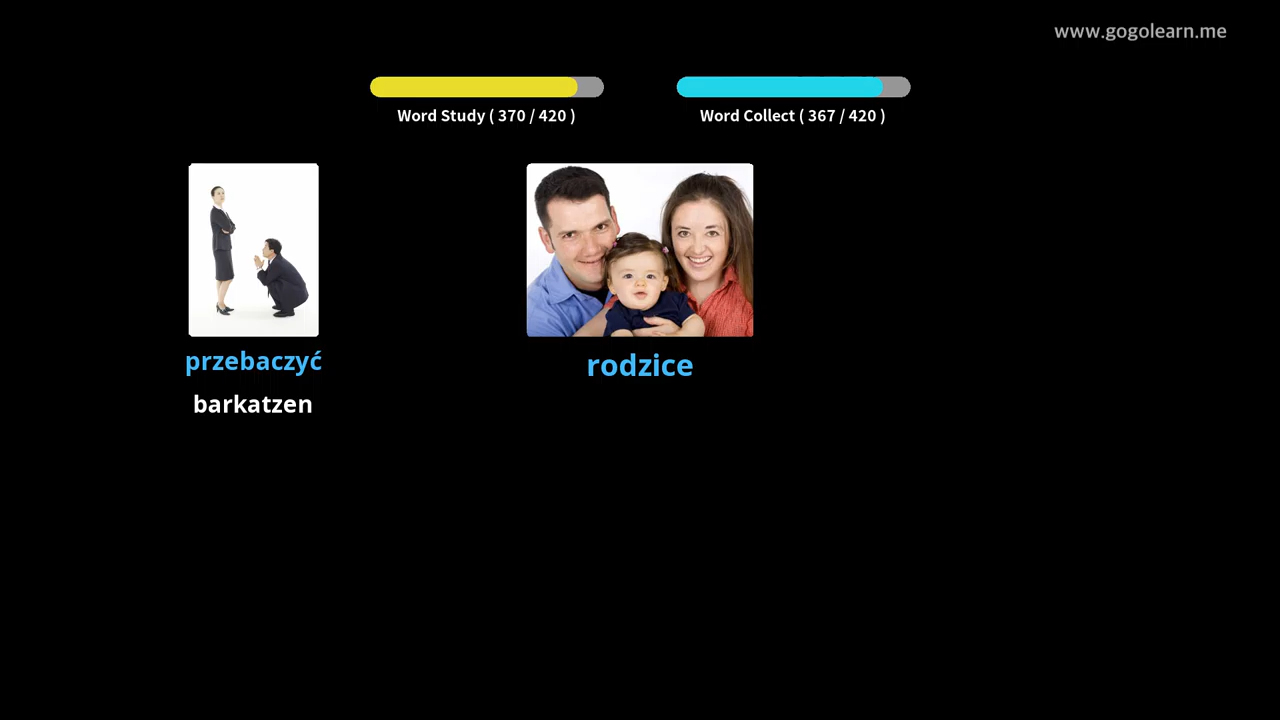 www.gogolearn.me
Word Study ( 370 / 420 )
Word Collect ( 367 / 420 )
przebaczyć
barkatzen
rodzice